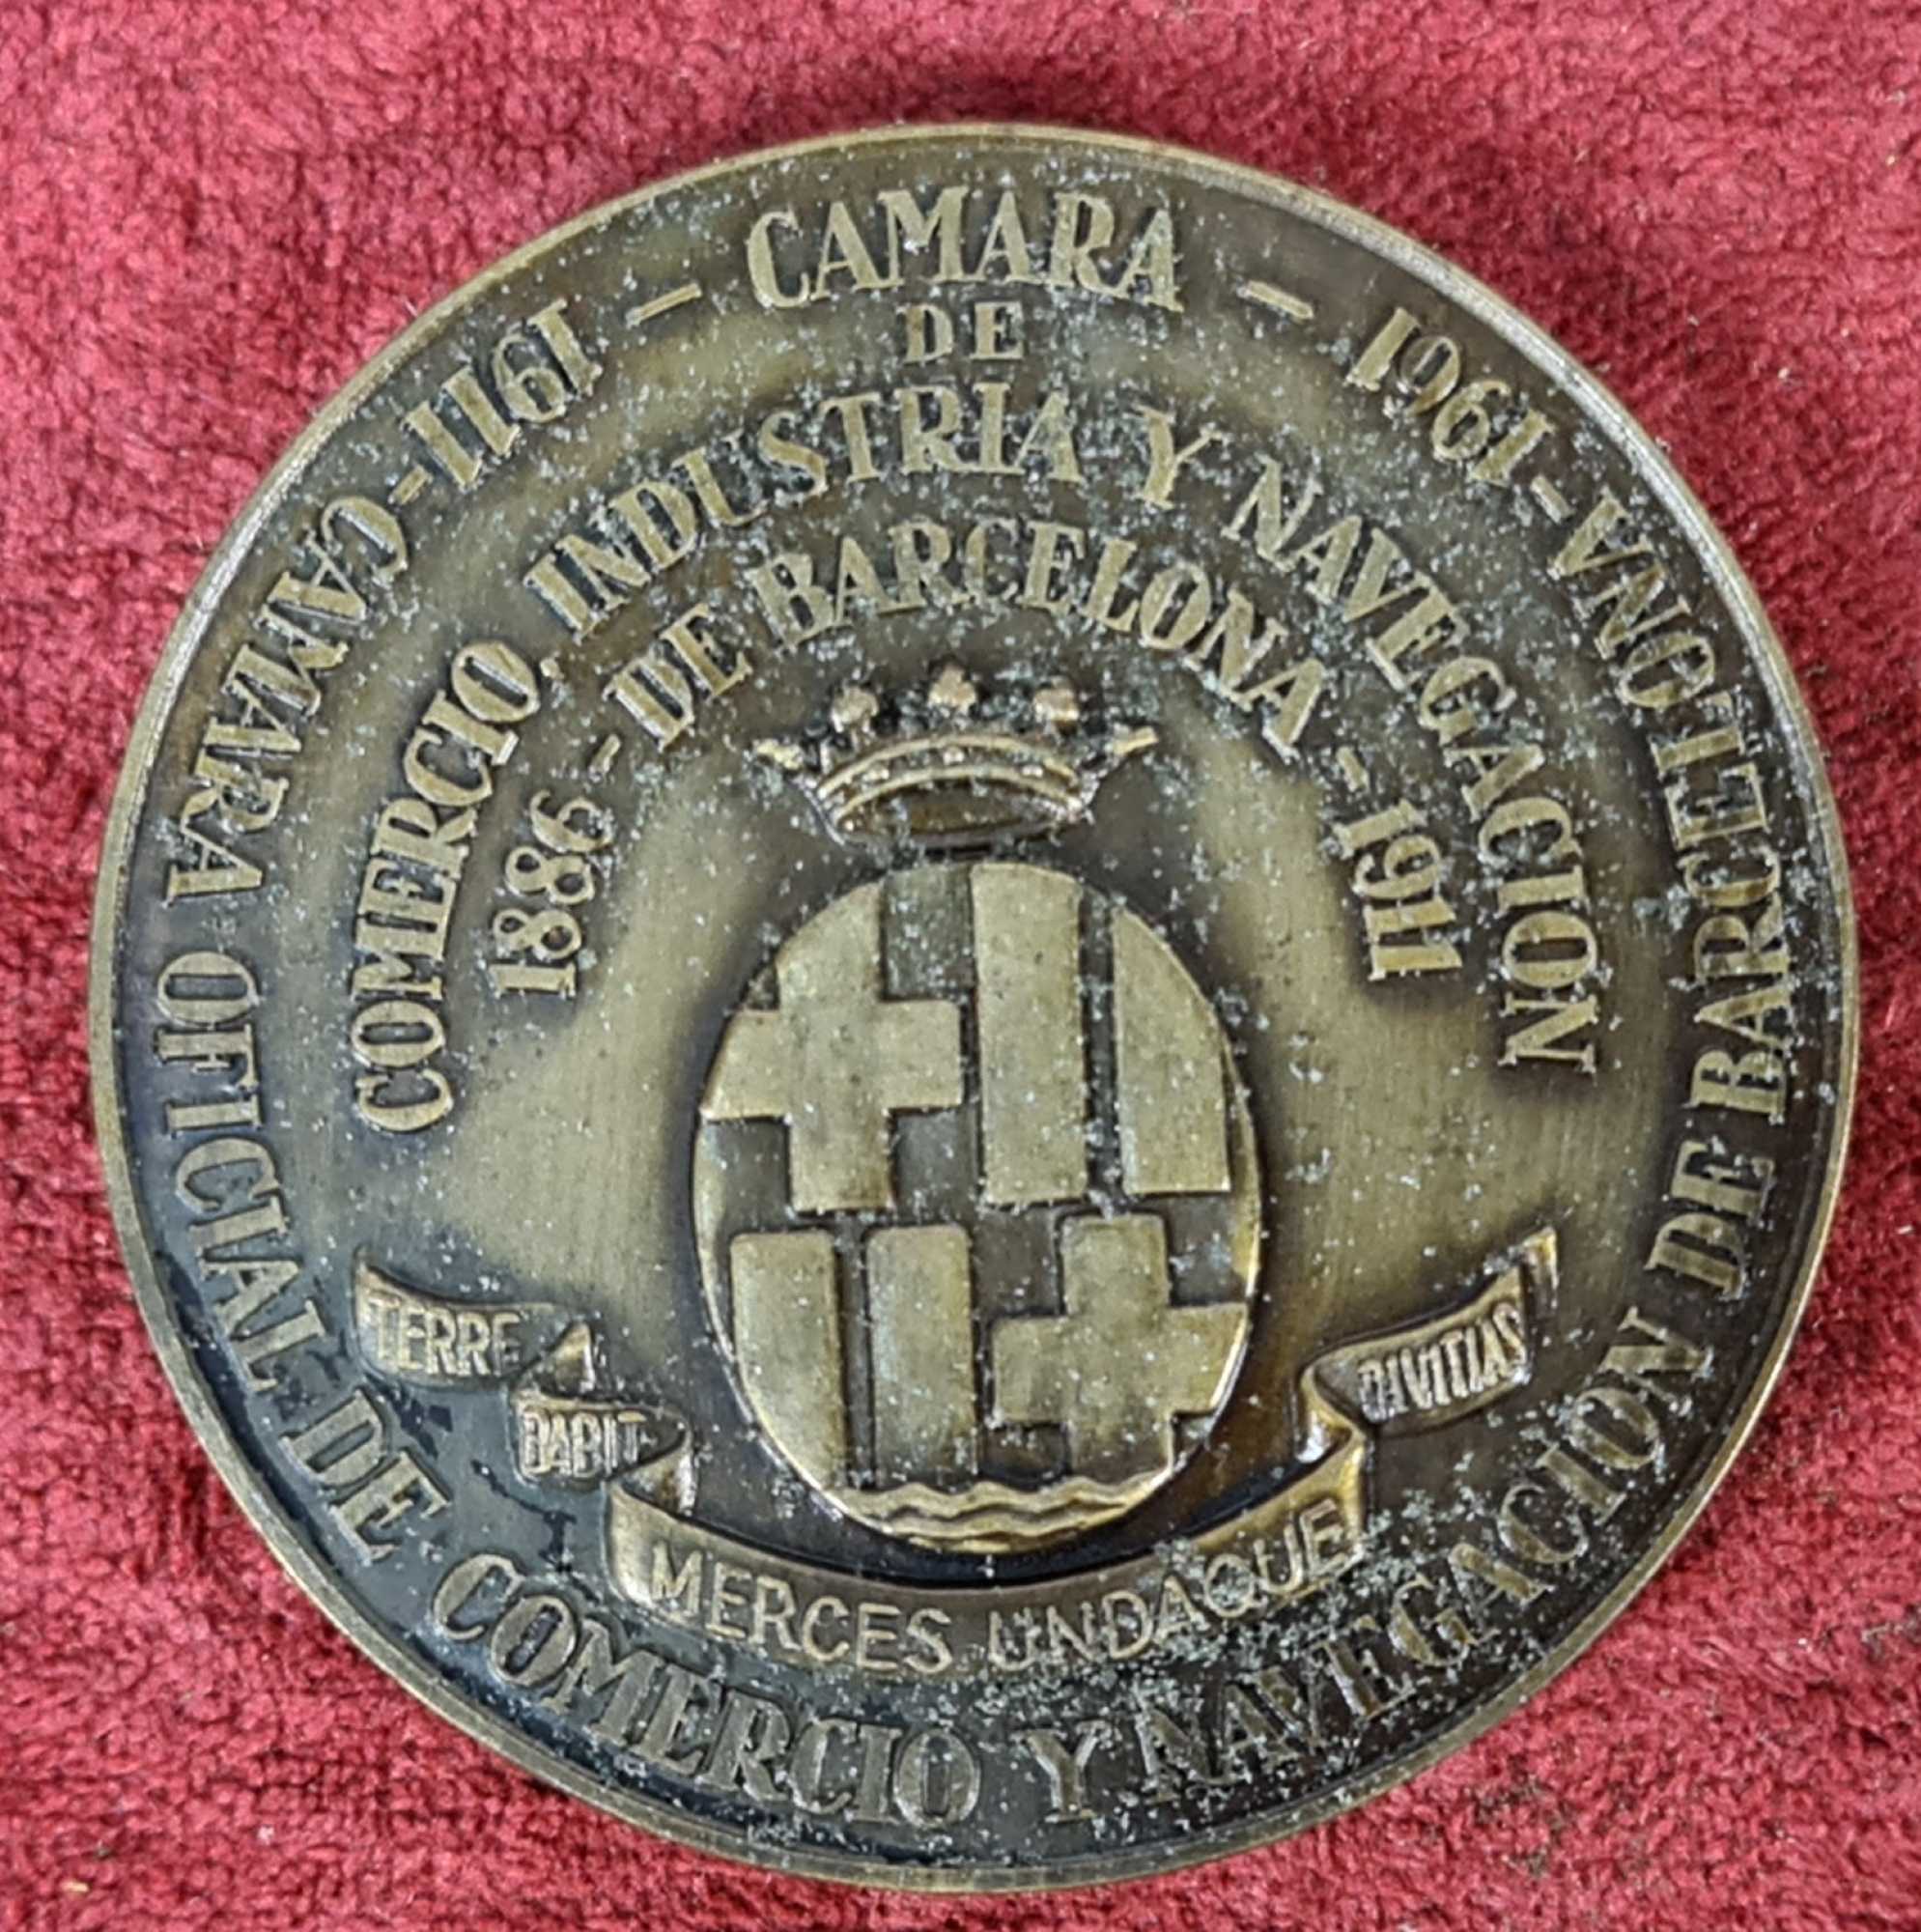 CAMARA
DE
COMERCIO, INDUSTRIA Y NAVEGACION
1886 - DE BARCELONA - 1911
1911 - CAMARA OFICIAL DE COMERCIO Y NAVEGACION DE BARCELONA - 1961
TERRE
DABIT
MERCES UNDAQUE
DIVITIAS